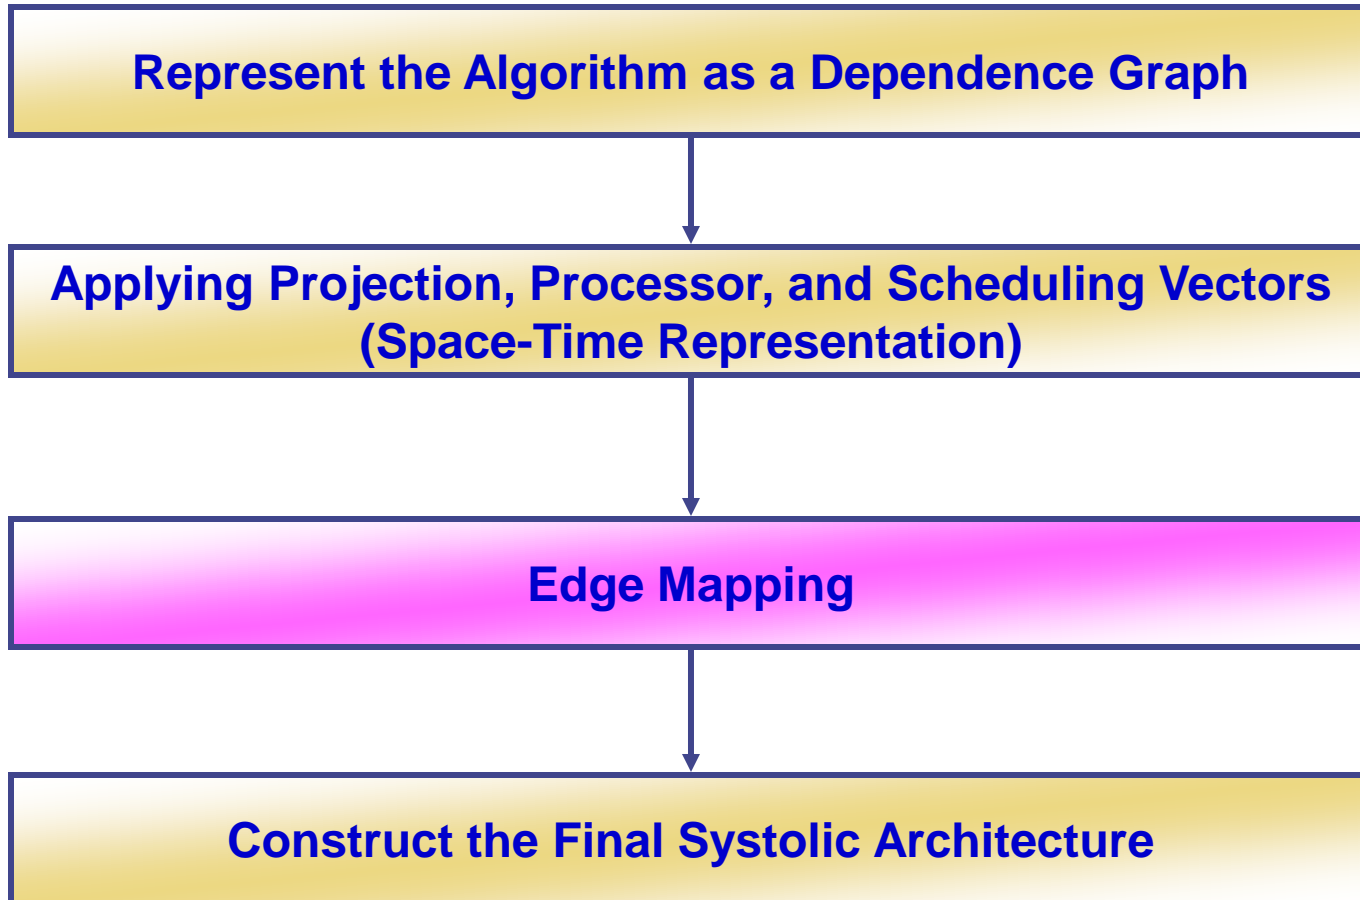 Represent the Algorithm as a Dependence Graph
Applying Projection, Processor, and Scheduling Vectors
(Space-Time Representation)
Edge Mapping
Construct the Final Systolic Architecture